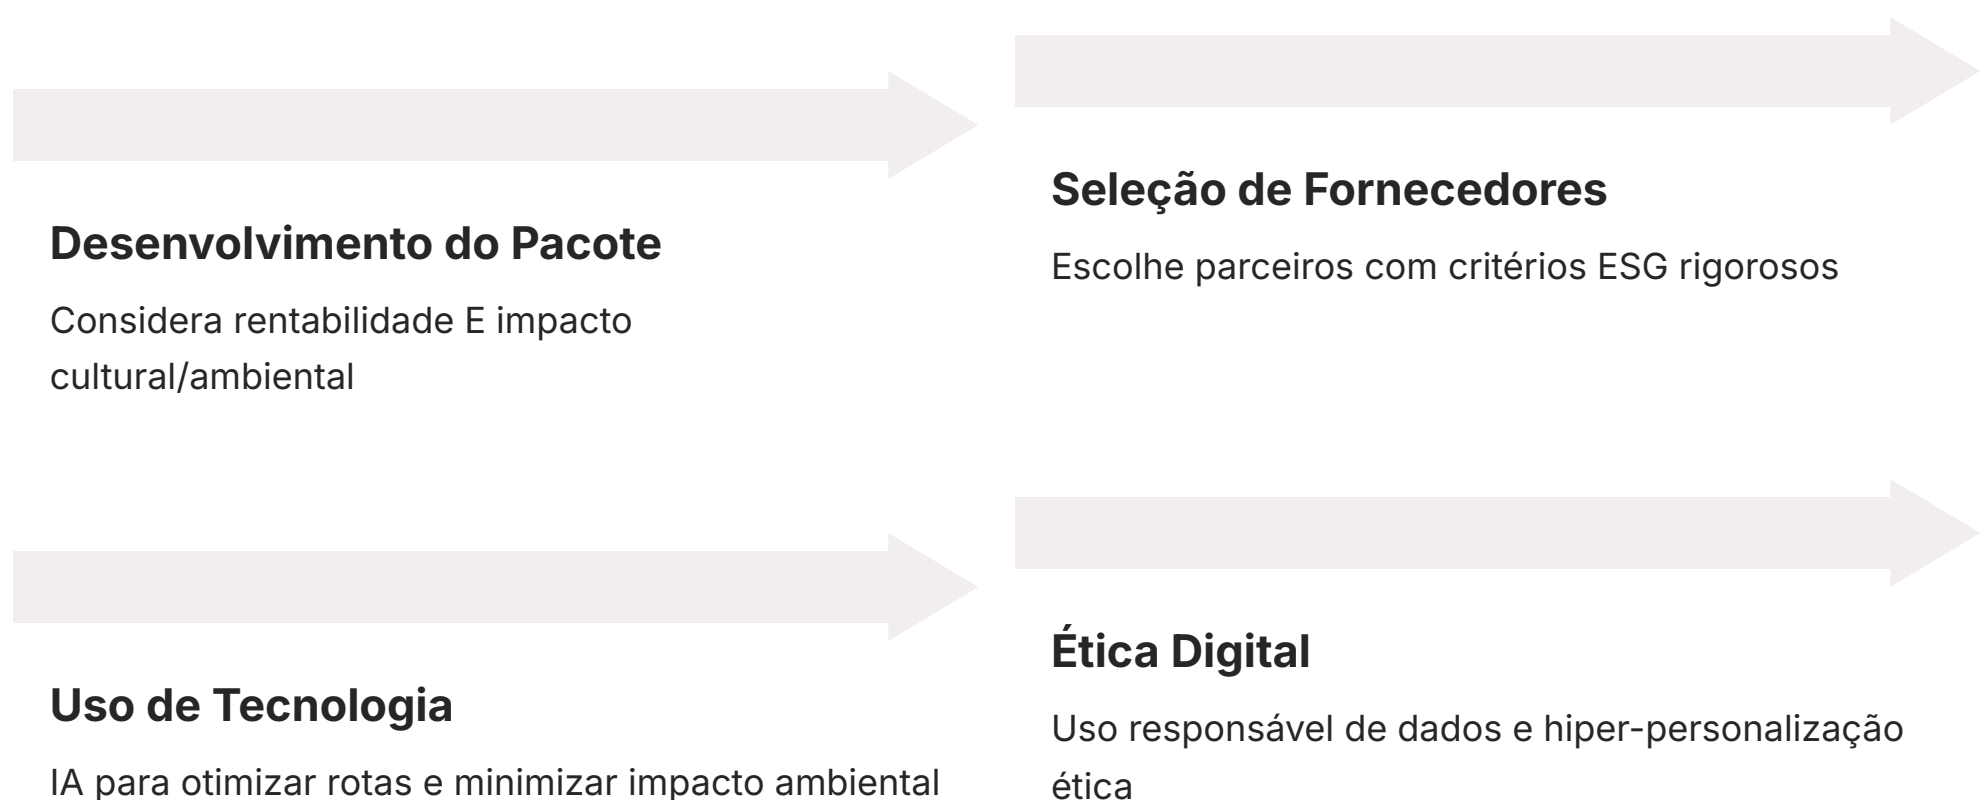 Desenvolvimento do Pacote
Considera rentabilidade E impacto
cultural/ambiental
Seleção de Fornecedores
Escolhe parceiros com critérios ESG rigorosos
Uso de Tecnologia
IA para otimizar rotas e minimizar impacto ambiental
Ética Digital
Uso responsável de dados e hiper-personalização
ética